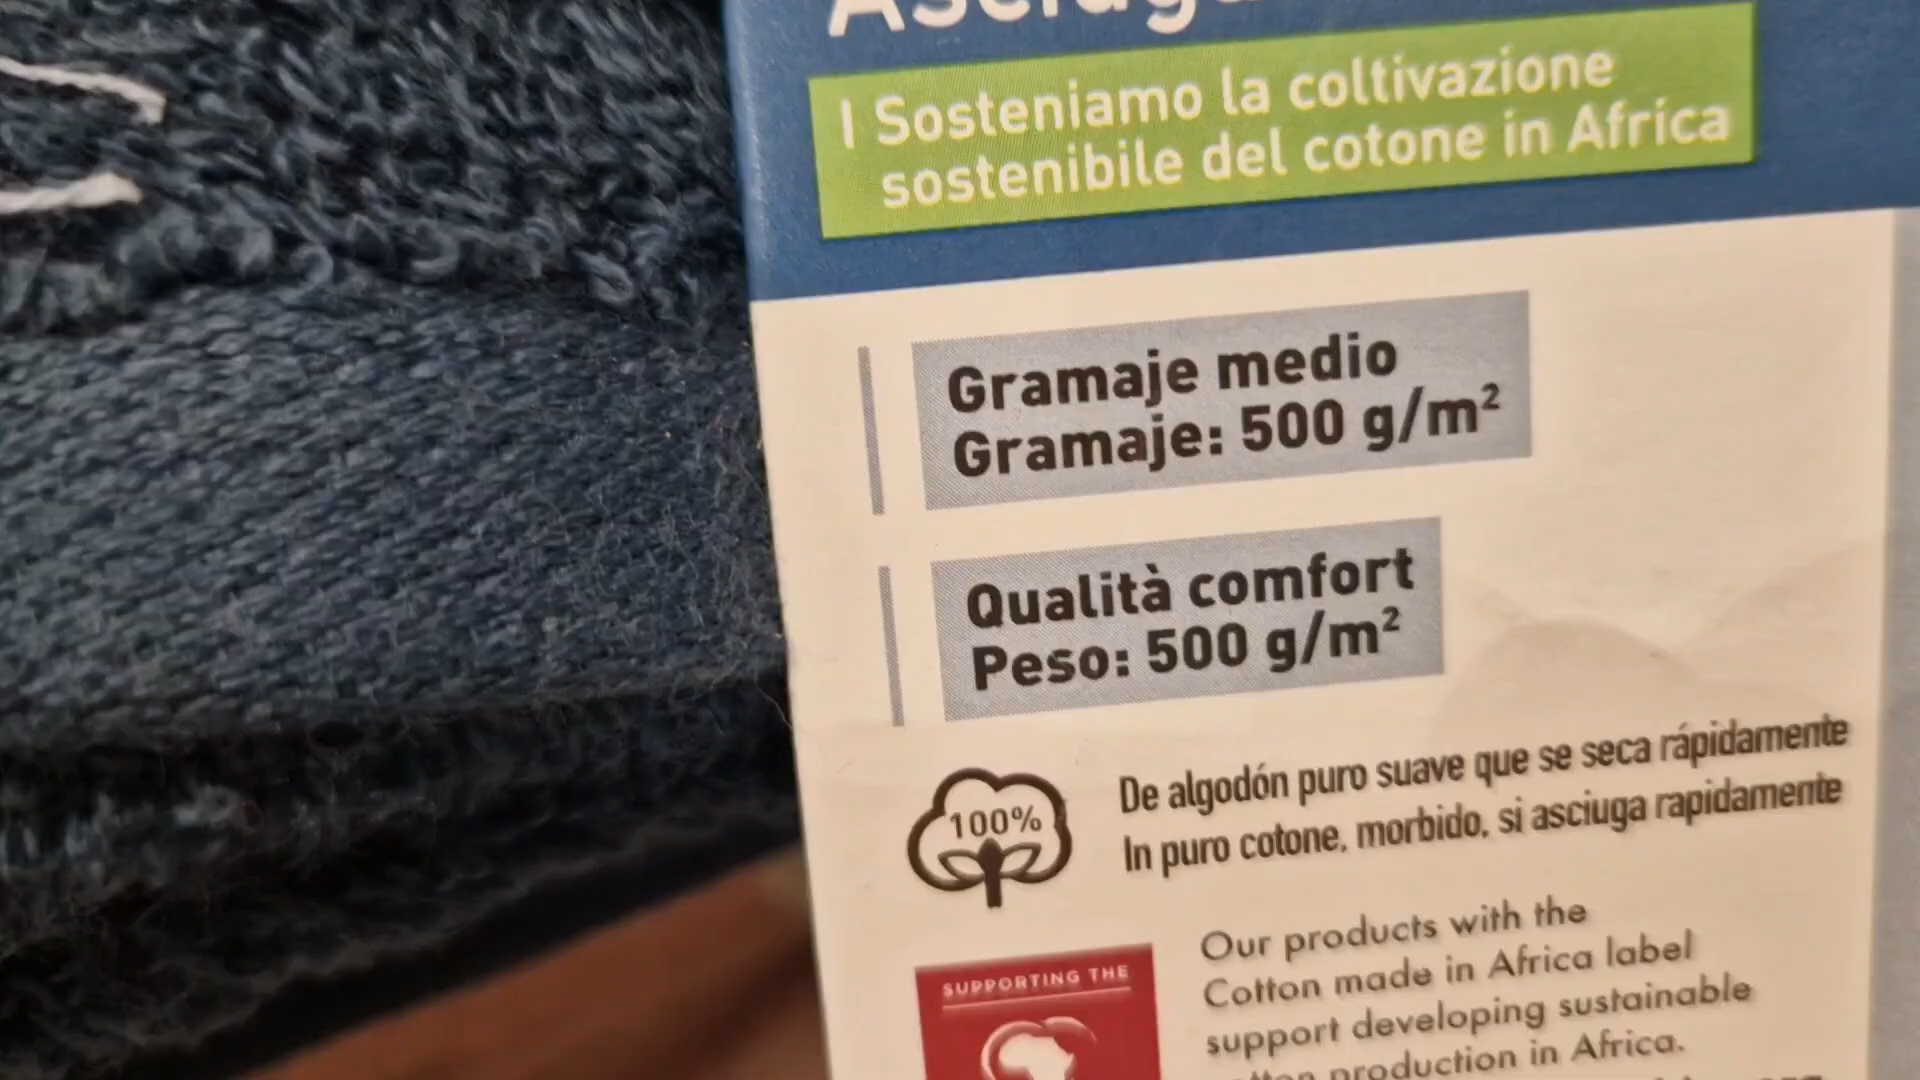 | Sosteniamo la coltivazione
sostenibile del cotone in Africa
Gramaje medio
Gramaje: 500 g/m²
Qualità comfort
Peso: 500 g/m²
100%
De algodón puro suave que se seca rápidamente
In puro cotone, morbido, si asciuga rapidamente
SUPPORTING THE
Our products with the
Cotton made in Africa label
support developing sustainable
production in Africa.